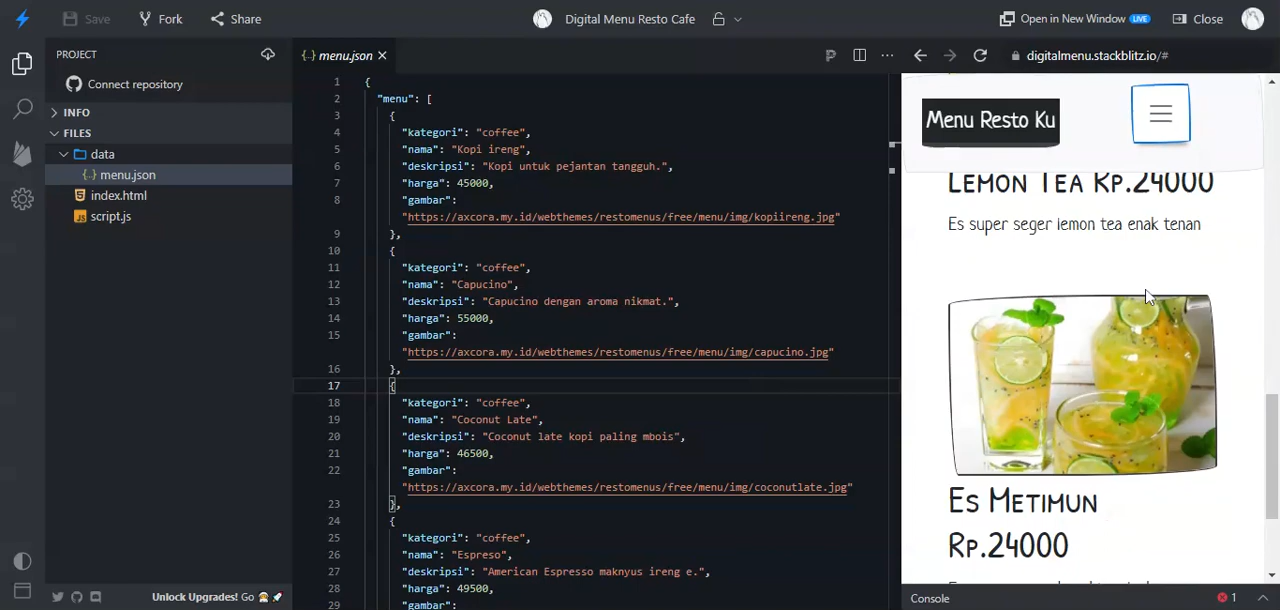 Save
Fork
Share
Digital Menu Resto Cafe
Open in New Window LIVE
Close
PROJECT
Connect repository
INFO
FILES
data
{..} menu.json
index.html
script.js
Unlock Upgrades! Go
{..} menu.json
1 {
2 "menu": [
3 {
4 "kategori": "coffee",
5 "nama": "Kopi ireng",
6 "deskripsi": "Kopi untuk pejantan tangguh.",
7 "harga": 45000,
8 "gambar":
"https://axcora.my.id/webthemes/restomenus/free/menu/img/kopiireng.jpg"
9 },
10 {
11 "kategori": "coffee",
12 "nama": "Capucino",
13 "deskripsi": "Capucino dengan aroma nikmat.",
14 "harga": 55000,
15 "gambar":
"https://axcora.my.id/webthemes/restomenus/free/menu/img/capucino.jpg"
16 },
17 {
18 "kategori": "coffee",
19 "nama": "Coconut Late",
20 "deskripsi": "Coconut late kopi paling mbois",
21 "harga": 46500,
22 "gambar":
"https://axcora.my.id/webthemes/restomenus/free/menu/img/coconutlate.jpg"
23 },
24 {
25 "kategori": "coffee",
26 "nama": "Espreso",
27 "deskripsi": "American Espresso maknyus ireng e.",
28 "harga": 49500,
29 "gambar":
digitalmenu.stackblitz.io/#
Menu Resto Ku
Lemon Tea Rp.24000
Es super seger lemon tea enak tenan
Es Metimun
Rp.24000
Console
1